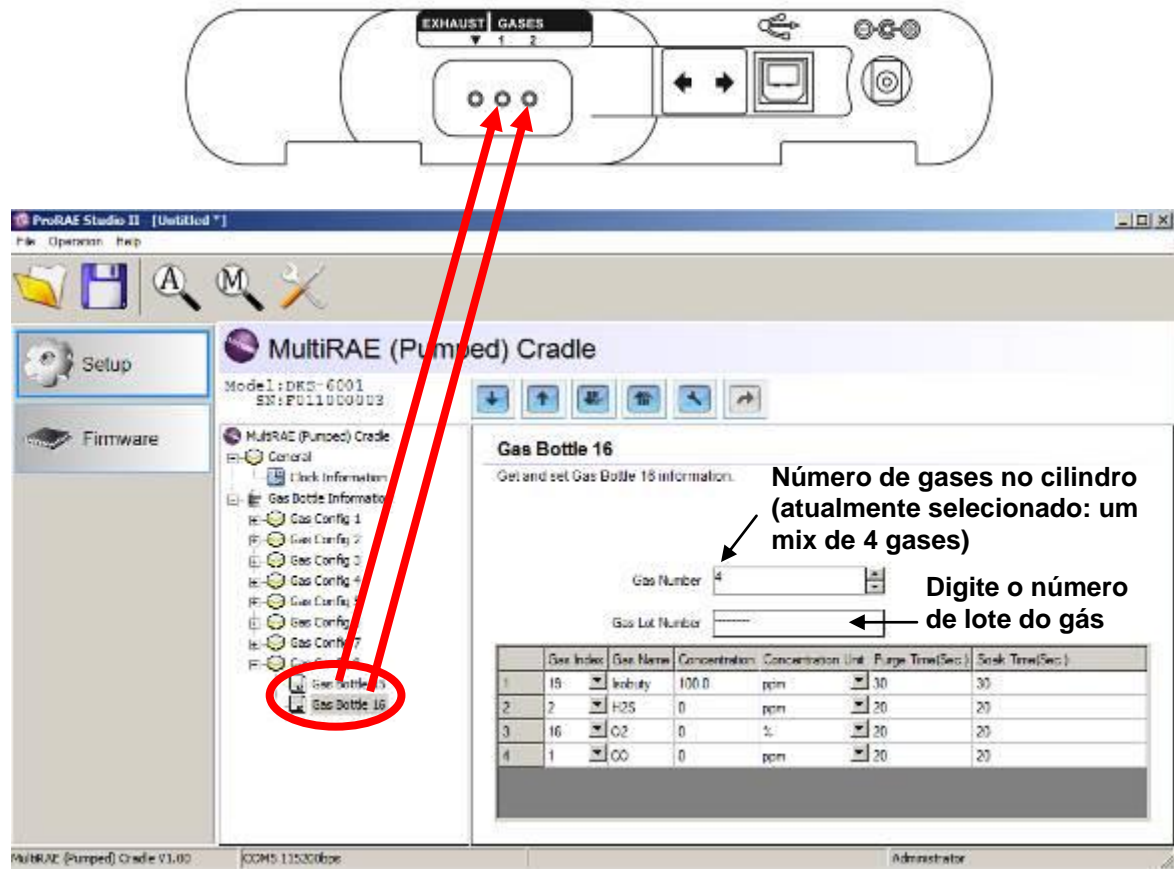 EXHAUST GASES
▼ 1 2
ProRAE Studio II [Untitled *]
File Operation Help
A M
Setup
Firmware
MultiRAE (Pumped) Cradle
Model:DKS-6001
SN:F011000003
MultiRAE (Pumped) Cradle
General
Clock Information
Gas Bottle Informatio
Gas Config 1
Gas Config 2
Gas Config 3
Gas Config 4
Gas Config 5
Gas Config
Gas Config 7
Gas Bottle 15
Gas Bottle 16
Gas Bottle 16
Get and set Gas Bottle 16 information.
Número de gases no cilindro
(atualmente selecionado: um
mix de 4 gases)
Gas Number 4
Digite o número
de lote do gás
Gas Lot Number --------
Gas Index Gas Name Concentration Concentration Unit Purge Time(Sec.) Soak Time(Sec.)
1 19 Isobuty 100.0 ppm 30 30
2 2 H2S 0 ppm 20 20
3 16 O2 0 % 20 20
4 1 CO 0 ppm 20 20
MultiRAE (Pumped) Cradle V1.00 COM5 115200bps Administrator